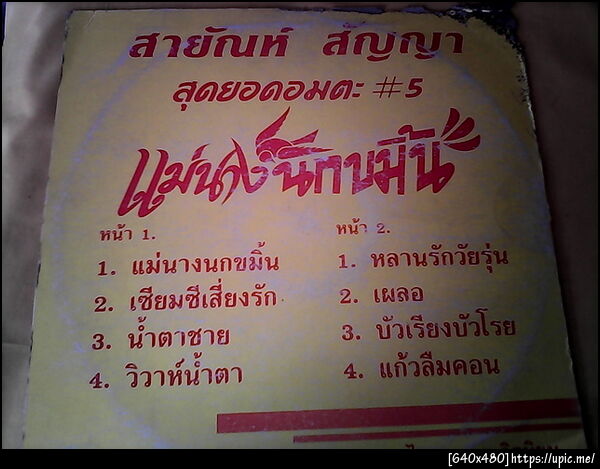 สายัณห์ สัญญา
สุดยอดอมตะ #5
แม่นางนกขมิ้น
หน้า 1.
1. แม่นางนกขมิ้น
2. เซียมซีเสี่ยงรัก
3. น้ำตาชาย
4. วิวาห์น้ำตา
หน้า 2.
1. หลานรักวัยรุ่น
2. เผลอ
3. บัวเรียงบัวโรย
4. แก้วลืมคอน
[640x480]https://upic.me/